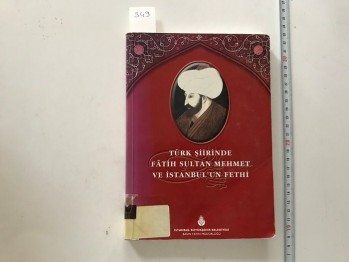 343
TÜRK ŞİİRİNDE
FÂTİH SULTAN MEHMET
VE İSTANBUL'UN FETHİ
İSTANBUL BÜYÜKŞEHİR BELEDİYESİ